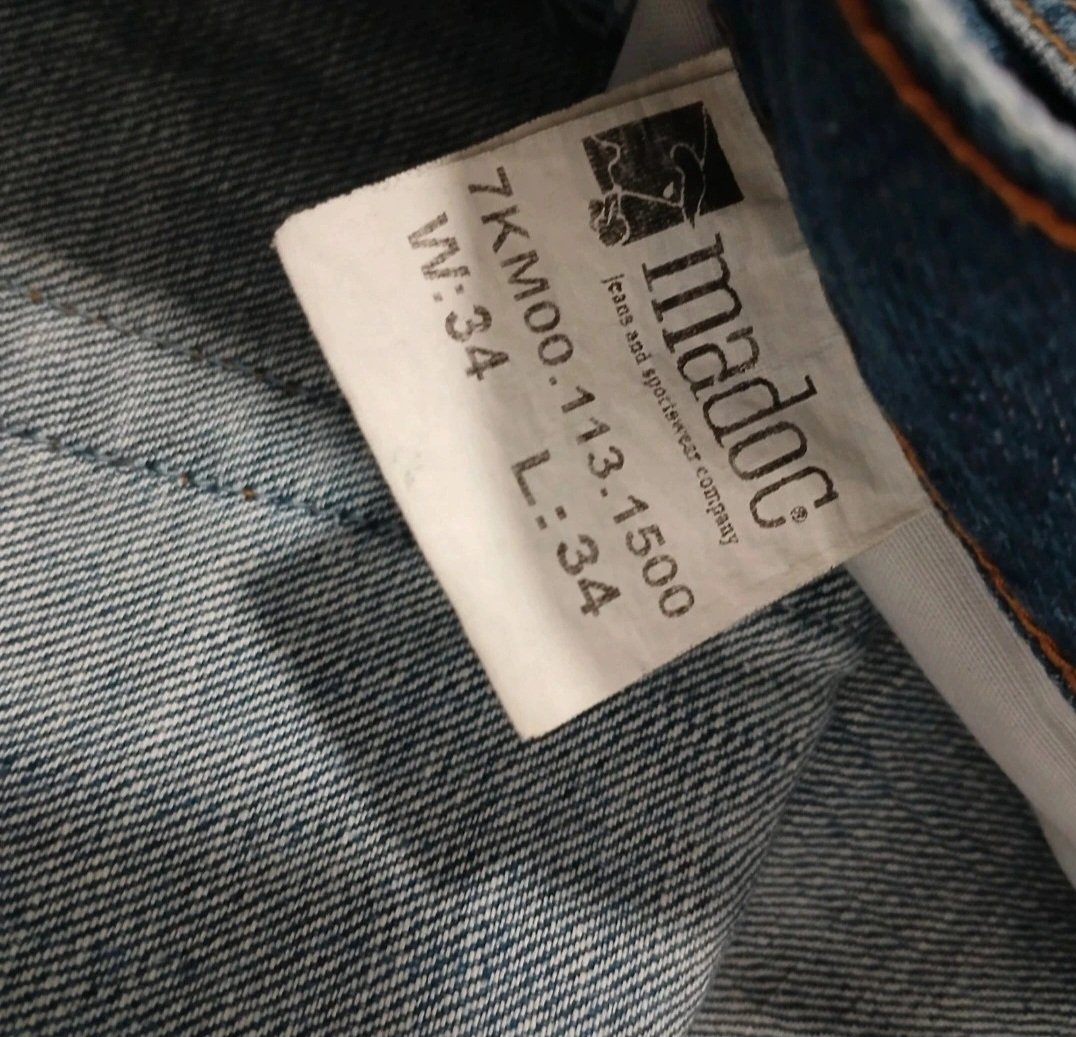 madoc®
jeans and sportswear company
7KM00.113.1500
W:34 L:34